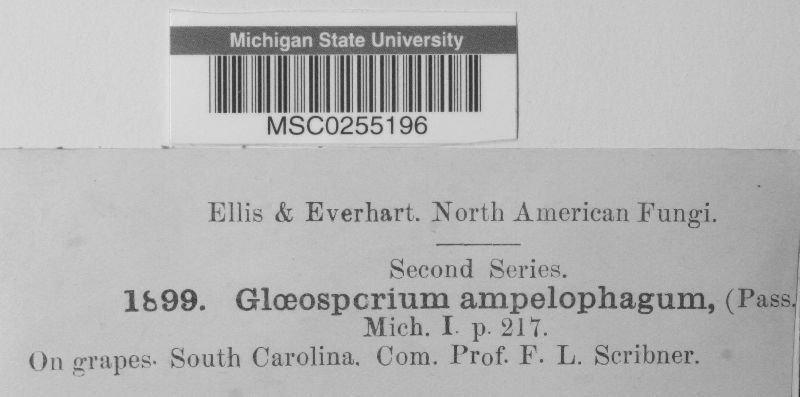 Michigan State University
MSC0255196
Ellis & Everhart. North American Fungi.
Second Series.
1899. Glœosporium ampelophagum, (Pass.
Mich. I. p. 217.
On grapes. South Carolina. Com. Prof. F. L. Scribner.